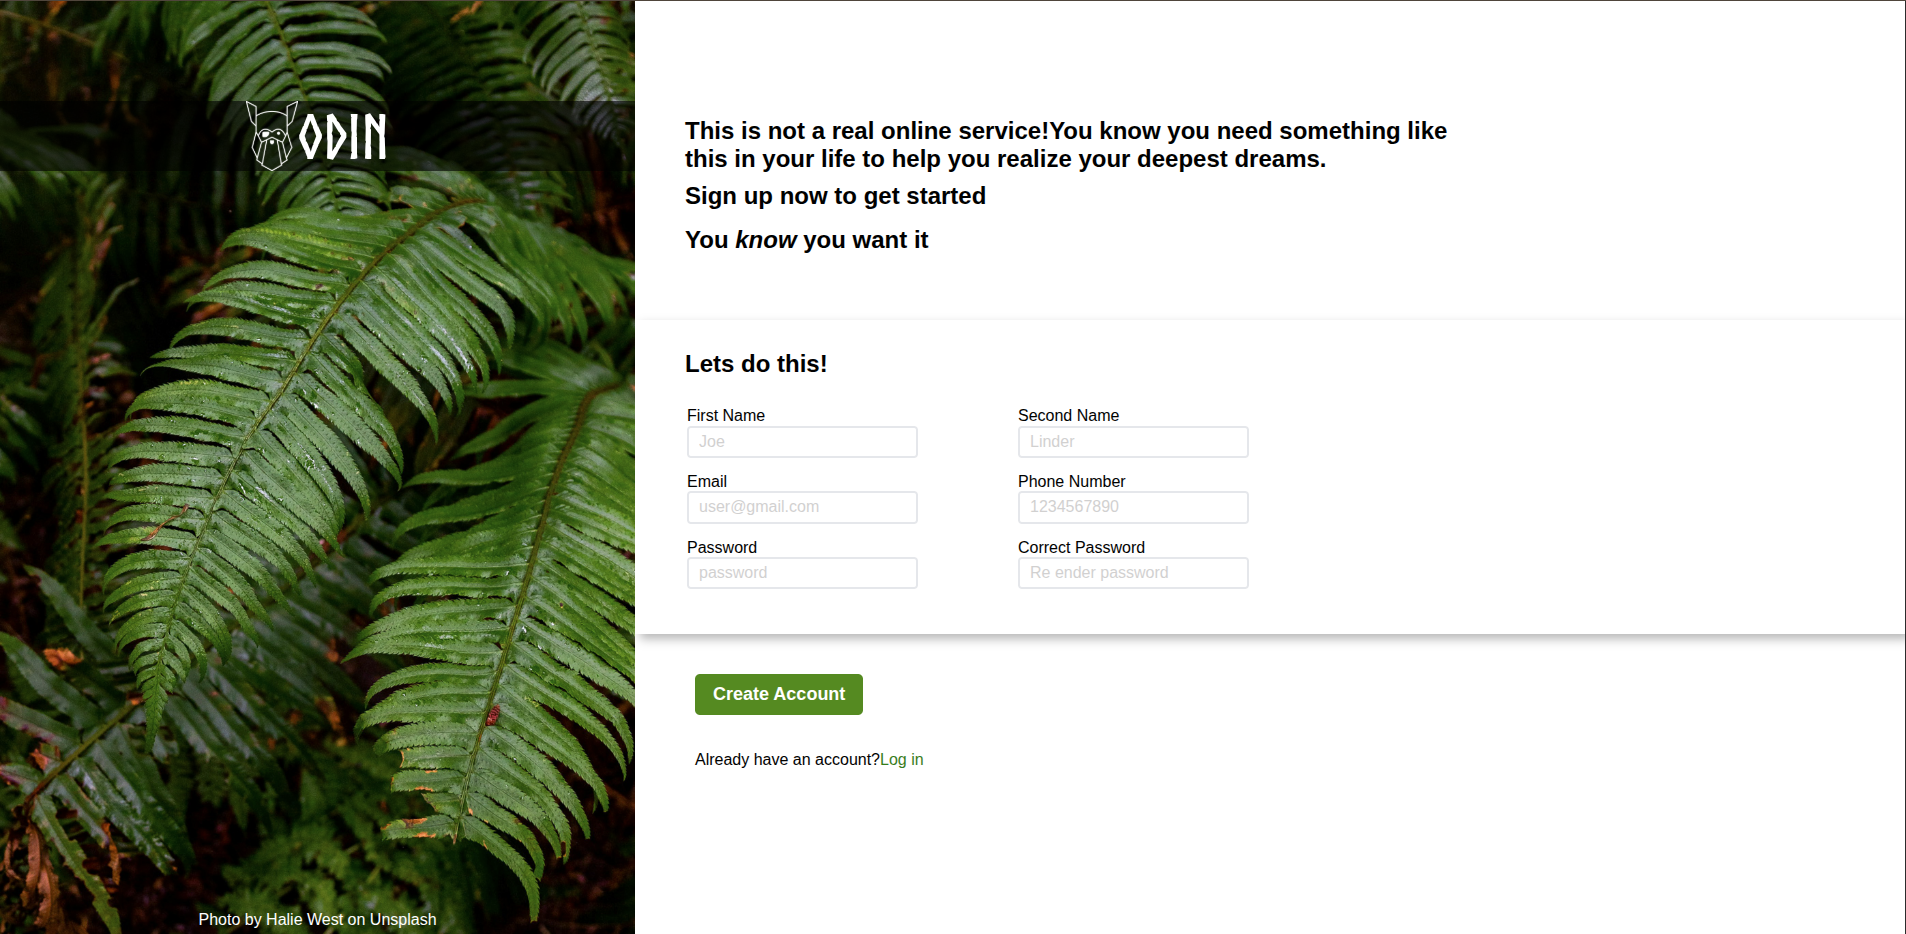 ODIN
This is not a real online service!You know you need something like
this in your life to help you realize your deepest dreams.
Sign up now to get started
You know you want it
Lets do this!
First Name
Second Name
Joe
Linder
Email
Phone Number
user@gmail.com
1234567890
Password
Correct Password
password
Re ender password
Create Account
Already have an account?Log in
Photo by Halie West on Unsplash